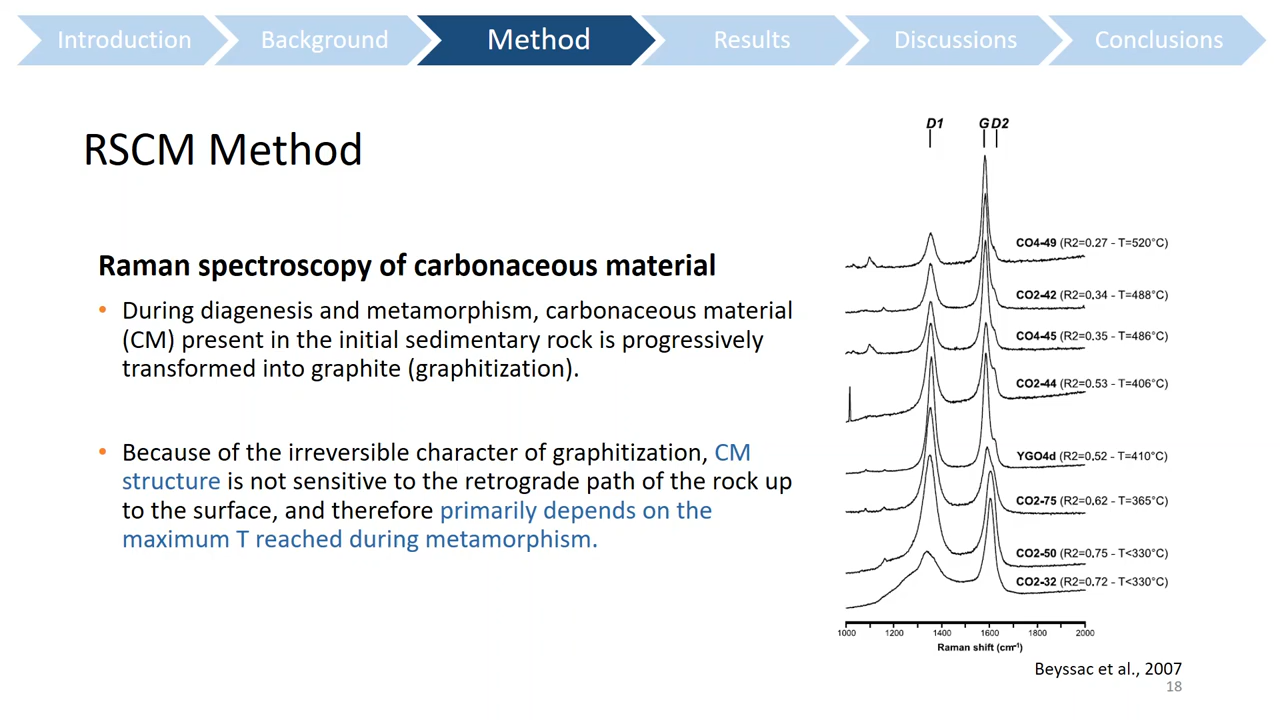 Introduction
Background
Method
Results
Discussions
Conclusions
RSCM Method
Raman spectroscopy of carbonaceous material
• During diagenesis and metamorphism, carbonaceous material
(CM) present in the initial sedimentary rock is progressively
transformed into graphite (graphitization).
• Because of the irreversible character of graphitization, CM
structure is not sensitive to the retrograde path of the rock up
to the surface, and therefore primarily depends on the
maximum T reached during metamorphism.
D1 G D2
CO4-49 (R2=0.27 - T=520°C)
CO2-42 (R2=0,34 - T=488°C)
CO4-45 (R2=0.35 - T=486°C)
CO2-44 (R2=0.53 - T=406°C)
YGO4d (R2=0,52 - T=410°C)
CO2-75 (R2=0,62 - T=365°C)
CO2-50 (R2=0.75 - T<330°C)
CO2-32 (R2=0.72 - T<330°C)
1000 1200 1400 1600 1800 2000
Raman shift (cm⁻¹)
Beyssac et al., 2007
18